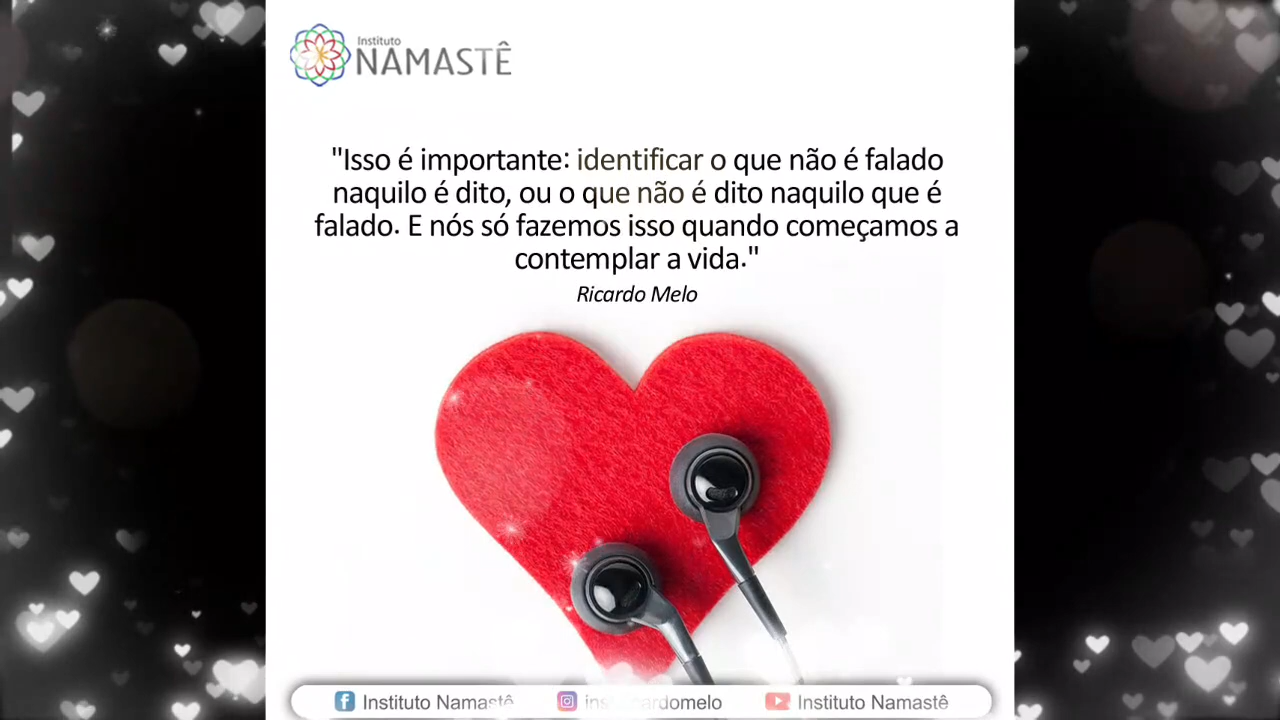 Instituto
NAMASTÊ
"Isso é importante: identificar o que não é falado
naquilo é dito, ou o que não é dito naquilo que é
falado. E nós só fazemos isso quando começamos a
contemplar a vida."
Ricardo Melo
Instituto Namastê
Instituto Namastê